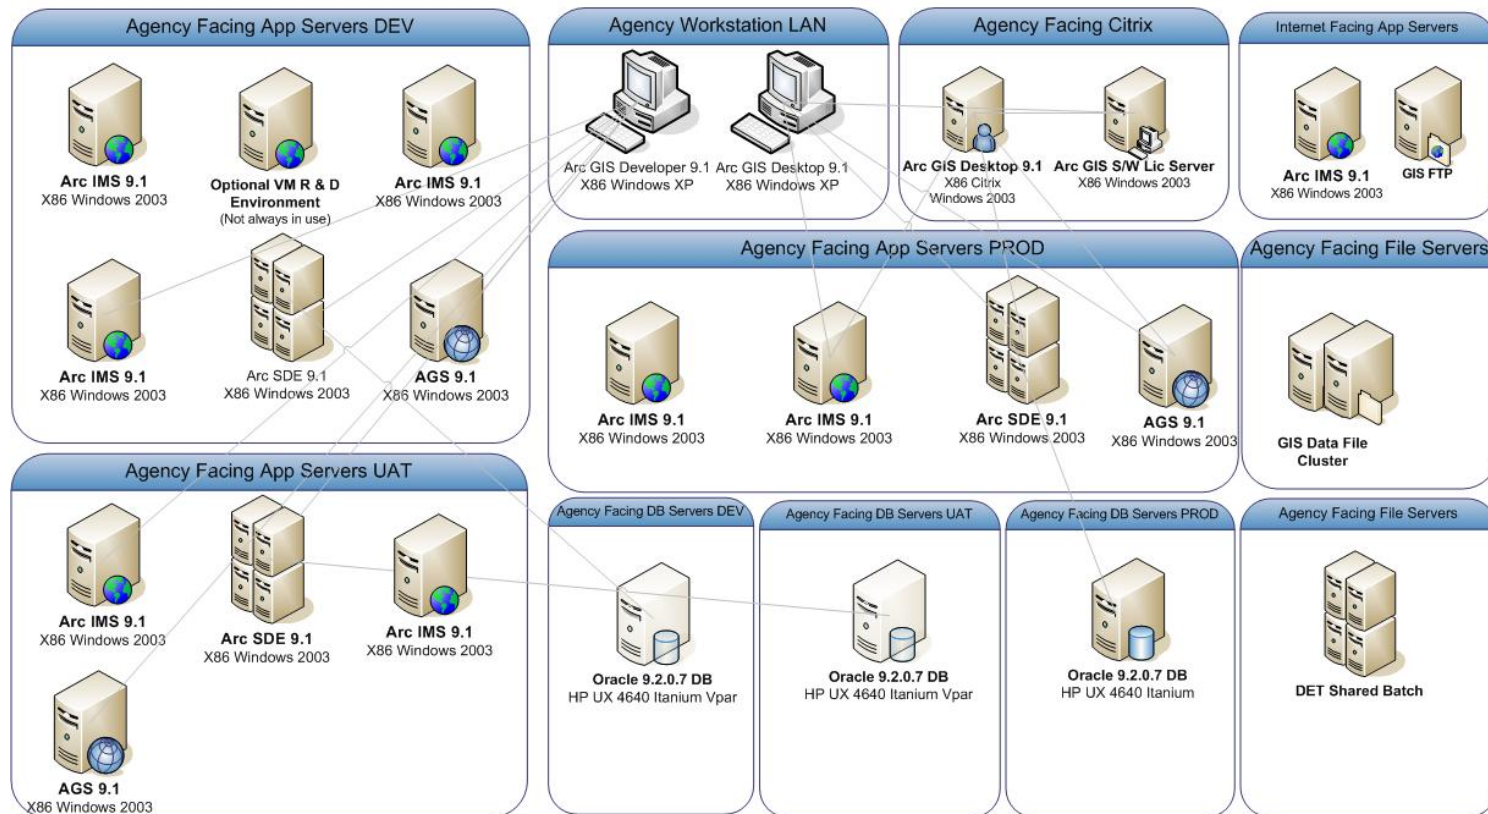 Agency Facing App Servers DEV
Arc IMS 9.1
X86 Windows 2003
Optional VM R & D
Environment
(Not always in use)
Arc IMS 9.1
X86 Windows 2003
Arc IMS 9.1
X86 Windows 2003
Arc SDE 9.1
X86 Windows 2003
AGS 9.1
X86 Windows 2003
Agency Workstation LAN
Arc GIS Developer 9.1
X86 Windows XP
Arc GIS Desktop 9.1
X86 Windows XP
Agency Facing Citrix
Arc GIS Desktop 9.1
X86 Citrix
Windows 2003
Arc GIS S/W Lic Server
X86 Windows 2003
Internet Facing App Servers
Arc IMS 9.1
X86 Windows 2003
GIS FTP
Agency Facing App Servers PROD
Arc IMS 9.1
X86 Windows 2003
Arc IMS 9.1
X86 Windows 2003
Arc SDE 9.1
X86 Windows 2003
AGS 9.1
X86 Windows 2003
Agency Facing File Servers
GIS Data File
Cluster
Agency Facing App Servers UAT
Arc IMS 9.1
X86 Windows 2003
Arc SDE 9.1
X86 Windows 2003
Arc IMS 9.1
X86 Windows 2003
AGS 9.1
X86 Windows 2003
Agency Facing DB Servers DEV
Oracle 9.2.0.7 DB
HP UX 4640 Itanium Vpar
Agency Facing DB Servers UAT
Oracle 9.2.0.7 DB
HP UX 4640 Itanium Vpar
Agency Facing DB Servers PROD
Oracle 9.2.0.7 DB
HP UX 4640 Itanium
Agency Facing File Servers
DET Shared Batch